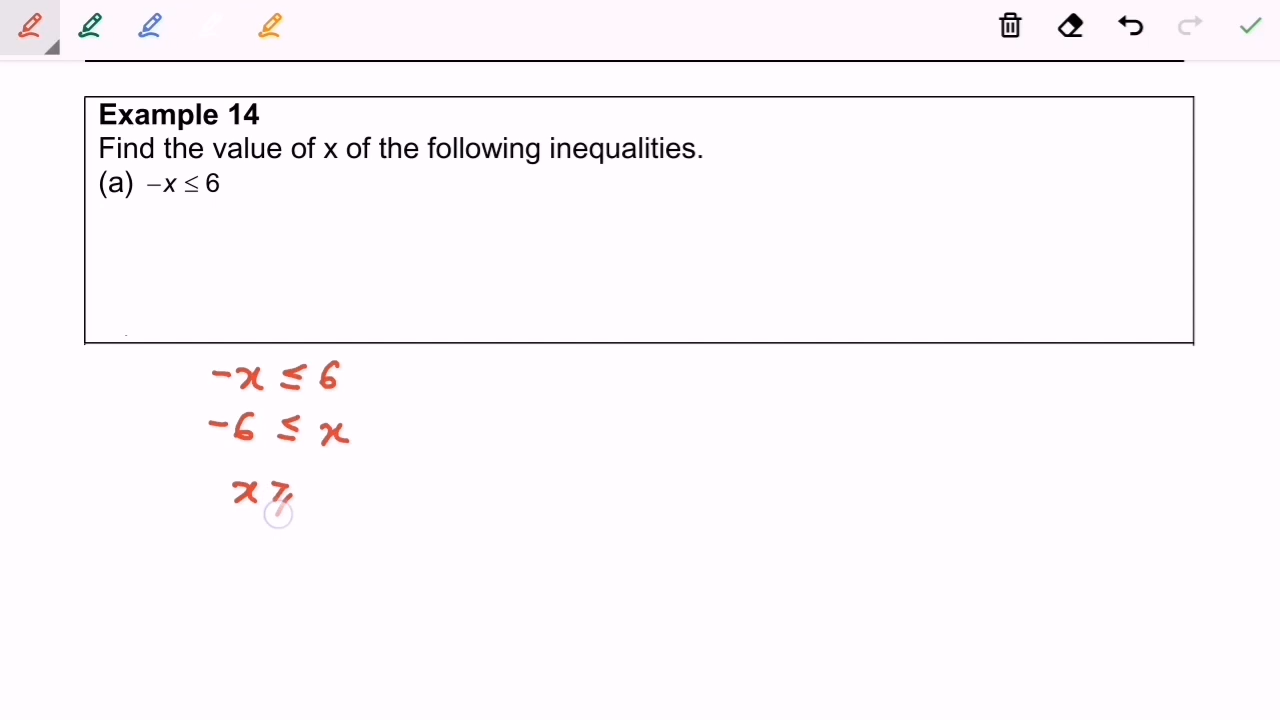 Example 14
Find the value of x of the following inequalities.
(a) −x ≤ 6
-x ≤ 6
-6 ≤ x
x ≥